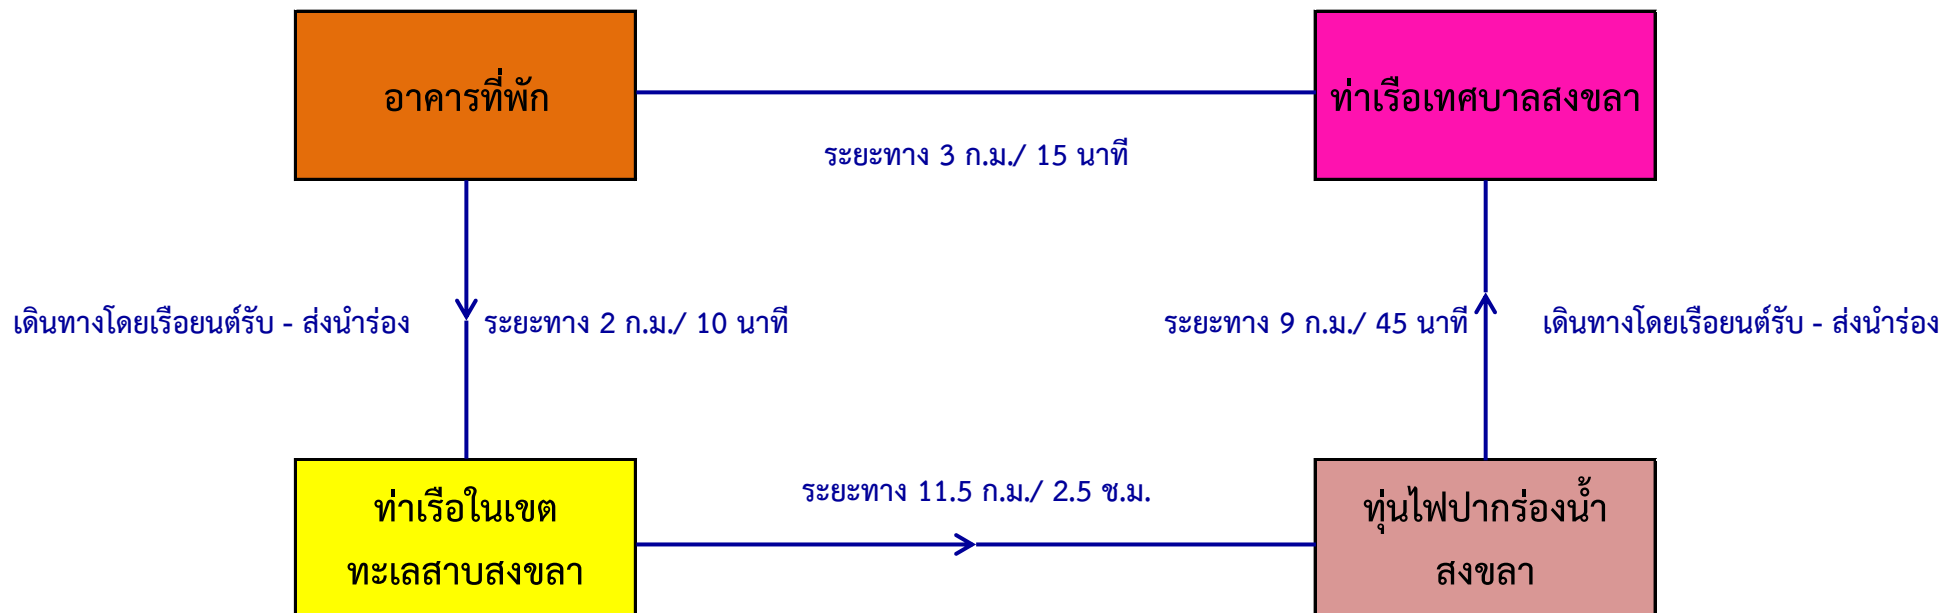 อาคารที่พัก
ท่าเรือเทศบาลสงขลา
ระยะทาง 3 ก.ม./ 15 นาที
เดินทางโดยเรือยนต์รับ - ส่งนำร่อง
ระยะทาง 2 ก.ม./ 10 นาที
ระยะทาง 9 ก.ม./ 45 นาที
เดินทางโดยเรือยนต์รับ - ส่งนำร่อง
ท่าเรือในเขต
ทะเลสาบสงขลา
ระยะทาง 11.5 ก.ม./ 2.5 ช.ม.
ทุ่นไฟปากร่องน้ำ
สงขลา